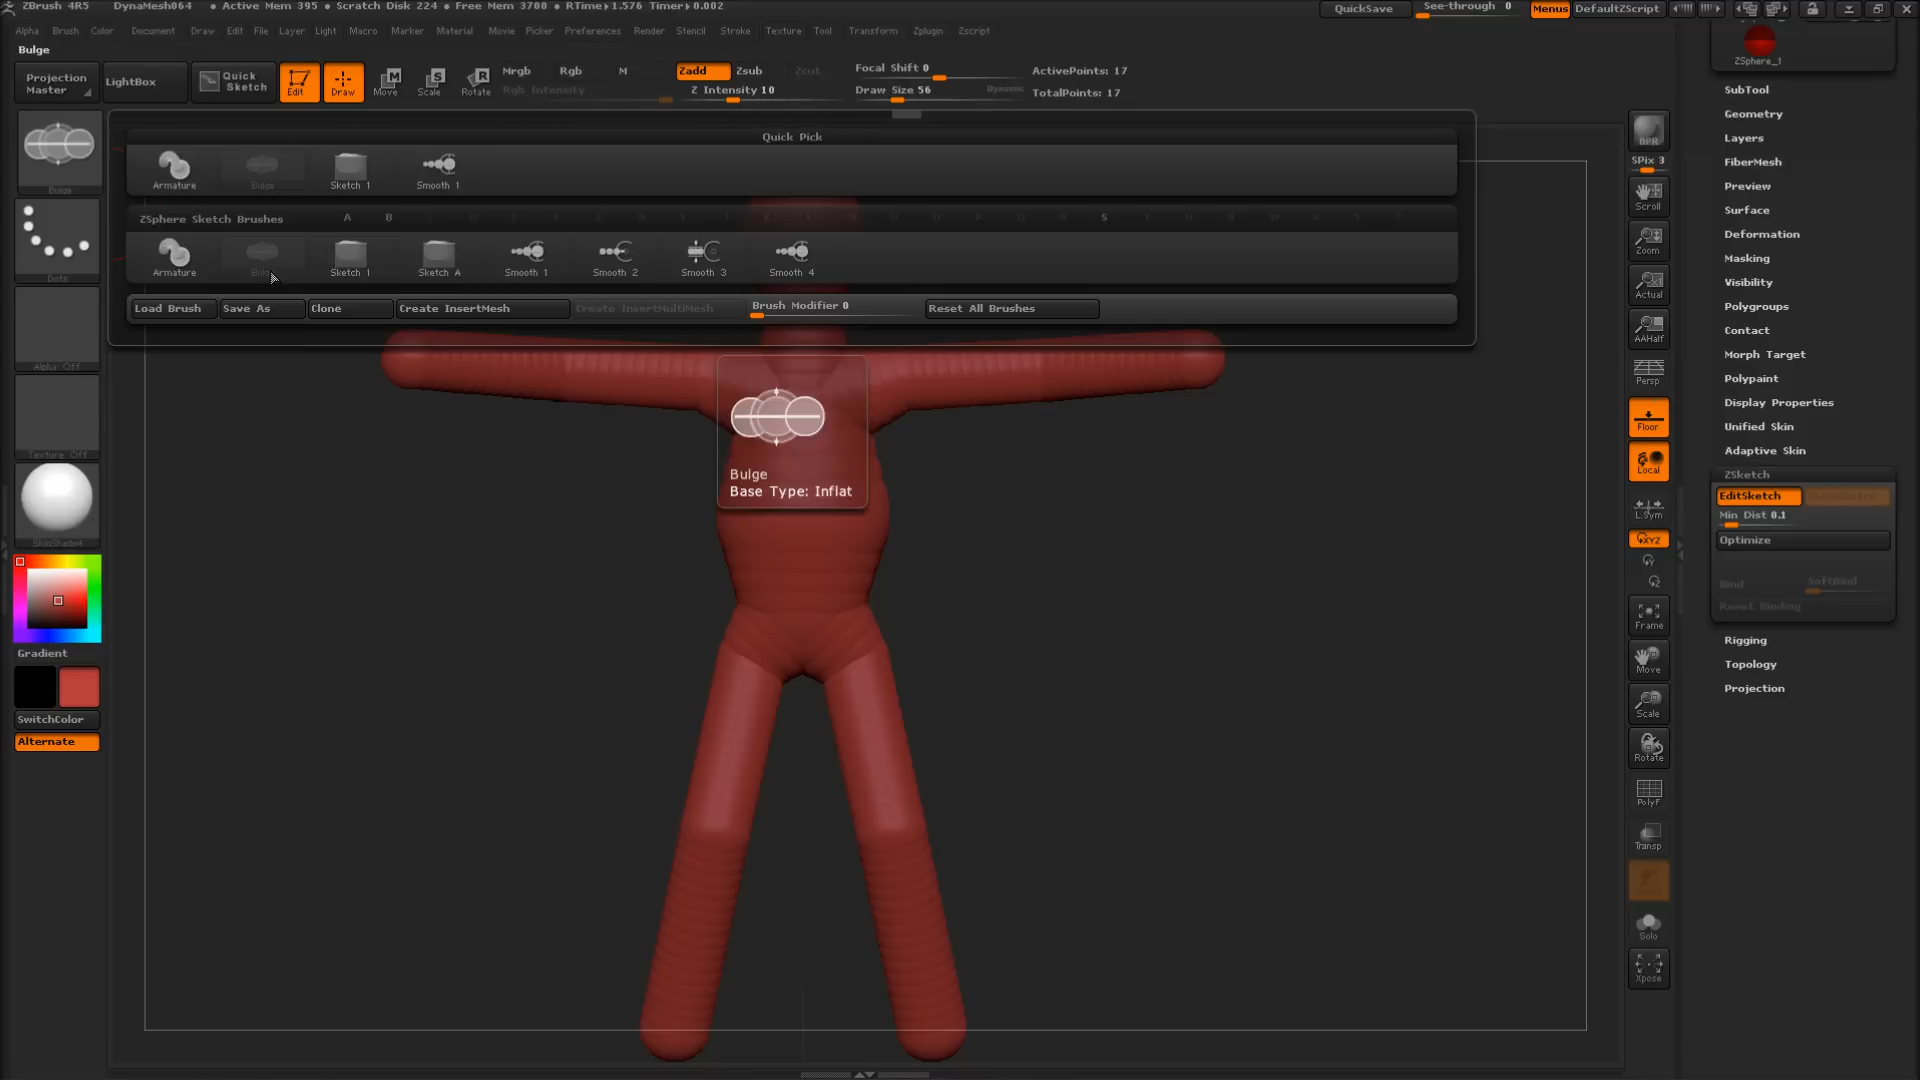 ZBrush 4R5 DynaMesh064 • Active Mem 395 • Scratch Disk 224 • Free Mem 3700 • RTime▸1.576 Timer▸0.002
QuickSave See-through 0 Menus DefaultZScript
Alpha Brush Color Document Draw Edit File Layer Light Macro Marker Material Movie Picker Preferences Render Stencil Stroke Texture Tool Transform Zplugin Zscript
Bulge
Projection Master
LightBox
Quick Sketch
Edit
Draw
Move
Scale
Rotate
Mrgb Rgb M
Rgb Intensity
Zadd Zsub Zcut
Z Intensity 10
Focal Shift 0
Draw Size 56 Dynamic
ActivePoints: 17
TotalPoints: 17
Quick Pick
Armature Bulge Sketch 1 Smooth 1
ZSphere Sketch Brushes A B S
Armature Sketch 1 Sketch A Smooth 1 Smooth 2 Smooth 3 Smooth 4
Load Brush Save As Clone Create InsertMesh Create InsertMultiMesh Brush Modifier 0 Reset All Brushes
Bulge
Base Type: Inflat
Bulge
Dots
Alpha Off
Texture Off
SkinShade4
Gradient
SwitchColor
Alternate
BPR
SPix 3
Scroll
Zoom
Actual
AAHalf
Persp
Floor
Local
L.Sym
XYZ
Frame
Move
Scale
Rotate
PolyF
Transp
Solo
Xpose
ZSphere_1
SubTool
Geometry
Layers
FiberMesh
Preview
Surface
Deformation
Masking
Visibility
Polygroups
Contact
Morph Target
Polypaint
Display Properties
Unified Skin
Adaptive Skin
ZSketch
EditSketch
Min Dist 0.1
Optimize
Bind SoftBind
Reset Binding
Rigging
Topology
Projection